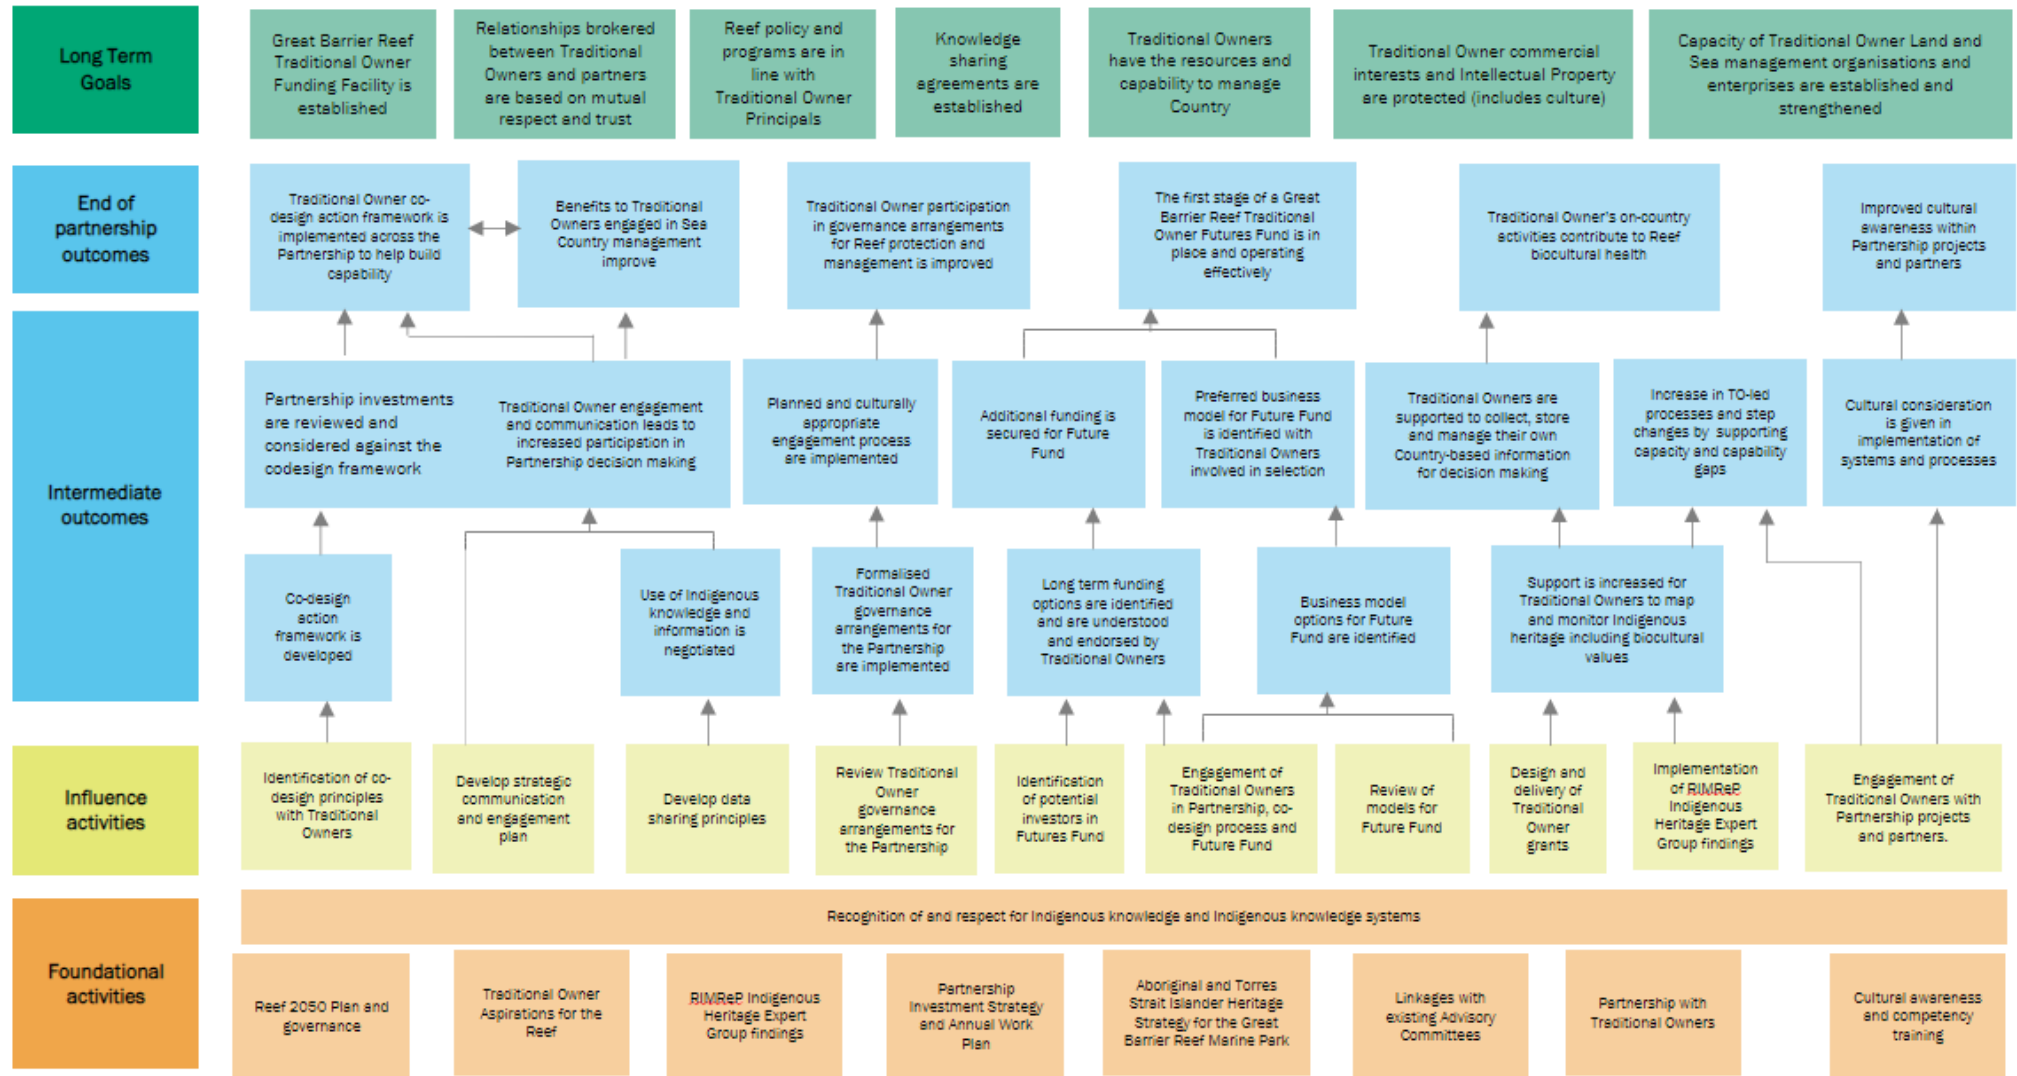 Long Term
Goals
Great Barrier Reef
Traditional Owner
Funding Facility is
established
Relationships brokered
between Traditional
Owners and partners
are based on mutual
respect and trust
Reef policy and
programs are in
line with
Traditional Owner
Principals
Knowledge
sharing
agreements are
established
Traditional Owners
have the resources and
capability to manage
Country
Traditional Owner commercial
interests and Intellectual Property
are protected (includes culture)
Capacity of Traditional Owner Land and
Sea management organisations and
enterprises are established and
strengthened
End of
partnership
outcomes
Traditional Owner co-
design action framework is
implemented across the
Partnership to help build
capability
Benefits to Traditional
Owners engaged in Sea
Country management
improve
Traditional Owner participation
in governance arrangements
for Reef protection and
management is improved
The first stage of a Great
Barrier Reef Traditional
Owner Futures Fund is in
place and operating
effectively
Traditional Owner's on-country
activities contribute to Reef
biocultural health
Improved cultural
awareness within
Partnership projects
and partners
Intermediate
outcomes
Partnership investments
are reviewed and
considered against the
codesign framework
Traditional Owner engagement
and communication leads to
increased participation in
Partnership decision making
Planned and culturally
appropriate
engagement process
are implemented
Additional funding is
secured for Future
Fund
Preferred business
model for Future Fund
is identified with
Traditional Owners
involved in selection
Traditional Owners are
supported to collect, store
and manage their own
Country-based information
for decision making
Increase in TO-led
processes and step
changes by supporting
capacity and capability
gaps
Cultural consideration
is given in
implementation of
systems and processes
Co-design
action
framework is
developed
Use of Indigenous
knowledge and
information is
negotiated
Formalised
Traditional Owner
governance
arrangements for
the Partnership
are implemented
Long term funding
options are identified
and are understood
and endorsed by
Traditional Owners
Business model
options for Future
Fund are identified
Support is increased for
Traditional Owners to map
and monitor Indigenous
heritage including biocultural
values
Influence
activities
Identification of co-
design principles
with Traditional
Owners
Develop strategic
communication
and engagement
plan
Develop data
sharing principles
Review Traditional
Owner
governance
arrangements for
the Partnership
Identification
of potential
investors in
Futures Fund
Engagement of
Traditional Owners
in Partnership, co-
design process and
Future Fund
Review of
models for
Future Fund
Design and
delivery of
Traditional
Owner
grants
Implementation
of RIMReP
Indigenous
Heritage Expert
Group findings
Engagement of
Traditional Owners with
Partnership projects
and partners.
Foundational
activities
Recognition of and respect for Indigenous knowledge and Indigenous knowledge systems
Reef 2050 Plan and
governance
Traditional Owner
Aspirations for the
Reef
RIMReP Indigenous
Heritage Expert
Group findings
Partnership
Investment Strategy
and Annual Work
Plan
Aboriginal and Torres
Strait Islander Heritage
Strategy for the Great
Barrier Reef Marine Park
Linkages with
existing Advisory
Committees
Partnership with
Traditional Owners
Cultural awareness
and competency
training